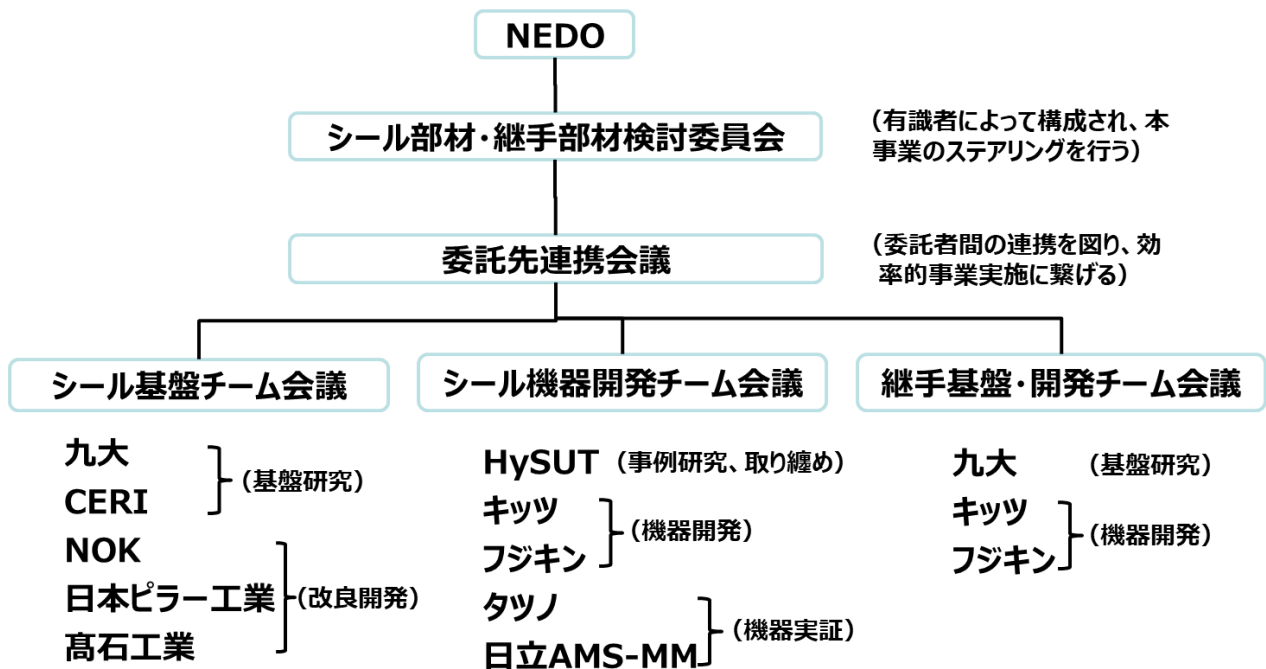 NEDO
シール部材・継手部材検討委員会
(有識者によって構成され、本
事業のステアリングを行う)
委託先連携会議
(委託者間の連携を図り、効
率的事業実施に繋げる)
シール基盤チーム会議
九大
CERI
(基盤研究)
NOK
日本ピラー工業
髙石工業
(改良開発)
シール機器開発チーム会議
HySUT (事例研究、取り纏め)
キッツ
フジキン
(機器開発)
タツノ
日立AMS-MM
(機器実証)
継手基盤・開発チーム会議
九大 (基盤研究)
キッツ
フジキン
(機器開発)